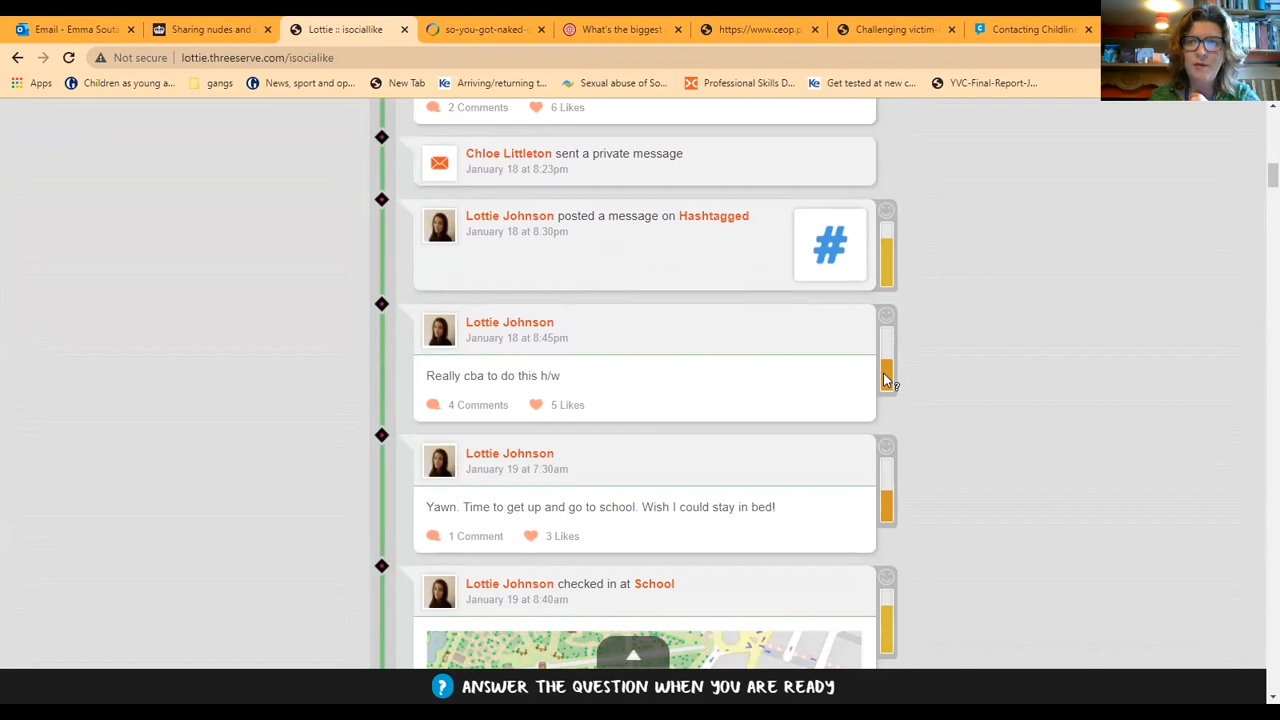 Email - Emma Souta
Sharing nudes and
Lottie :: isociallike
so-you-got-naked-o
What's the biggest
https://www.ceop.p
Challenging victim-
Contacting Childlin
Not secure lottie.threeserve.com/isocialike
Apps
Children as young a...
gangs
News, sport and op...
New Tab
Arriving/returning t...
Sexual abuse of So...
Professional Skills D...
Get tested at new c...
YVC-Final-Report-J...
2 Comments 6 Likes
Chloe Littleton sent a private message
January 18 at 8:23pm
Lottie Johnson posted a message on Hashtagged
January 18 at 8:30pm
#
Lottie Johnson
January 18 at 8:45pm
Really cba to do this h/w
4 Comments 5 Likes
Lottie Johnson
January 19 at 7:30am
Yawn. Time to get up and go to school. Wish I could stay in bed!
1 Comment 3 Likes
Lottie Johnson checked in at School
January 19 at 8:40am
? ANSWER THE QUESTION WHEN YOU ARE READY